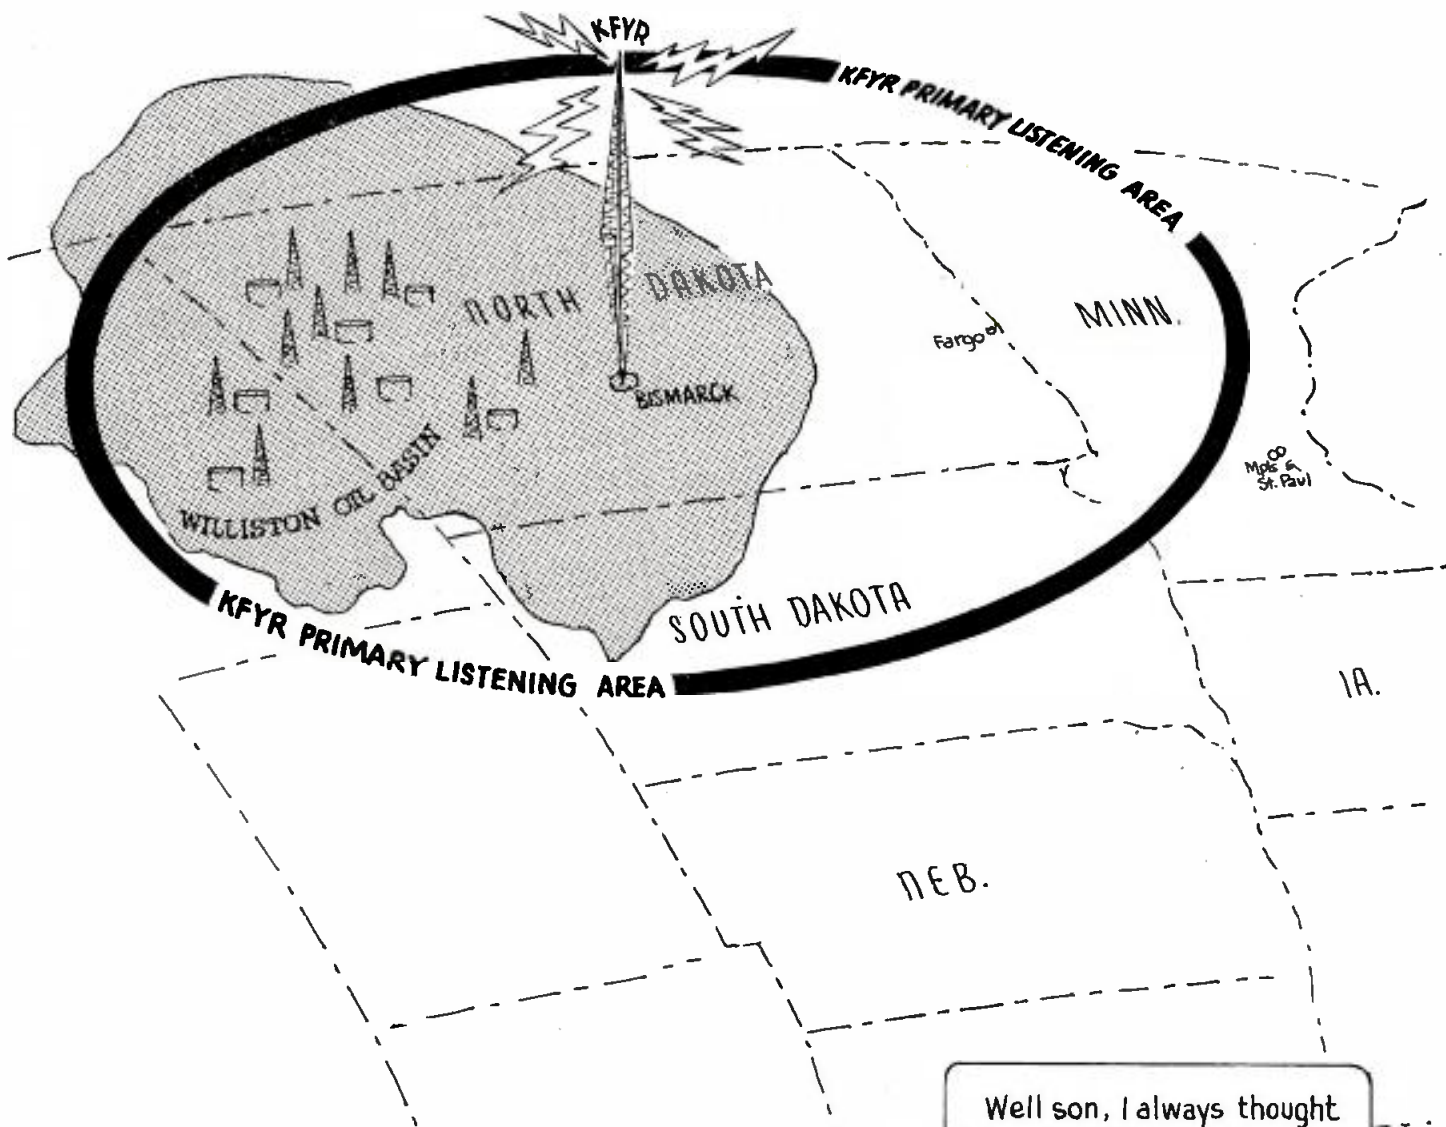 KFYR
KFYR PRIMARY LISTENING AREA
NORTH DAKOTA
MINN.
Fargo
BISMARCK
WILLISTON OIL BASIN
Mpls &
St. Paul
SOUTH DAKOTA
KFYR PRIMARY LISTENING AREA
IA.
NEB.
Well son, I always thought